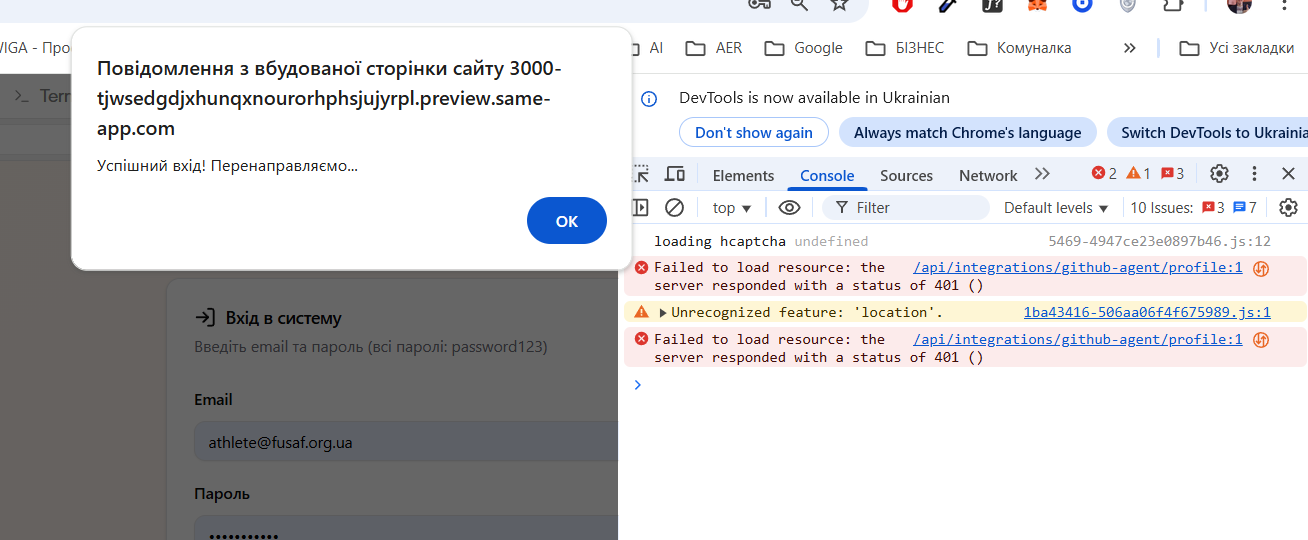 WIGA - Про
AI
AER
Google
БІЗНЕС
Комуналка
»
Усі закладки
>_ Terr
Повідомлення з вбудованої сторінки сайту 3000-
tjwsedgdjxhunqxnourorhphsjujyrpl.preview.same-
app.com
Успішний вхід! Перенаправляємо...
OK
Вхід в систему
Введіть email та пароль (всі паролі: password123)
Email
athlete@fusaf.org.ua
Пароль
•••••••••••
DevTools is now available in Ukrainian
Don't show again
Always match Chrome's language
Switch DevTools to Ukrainia
Elements
Console
Sources
Network
2
1
3
top
Filter
Default levels
10 Issues:
3
7
loading hcaptcha undefined
5469-4947ce23e0897b46.js:12
Failed to load resource: the
/api/integrations/github-agent/profile:1
server responded with a status of 401 ()
Unrecognized feature: 'location'.
1ba43416-506aa06f4f675989.js:1
Failed to load resource: the
/api/integrations/github-agent/profile:1
server responded with a status of 401 ()